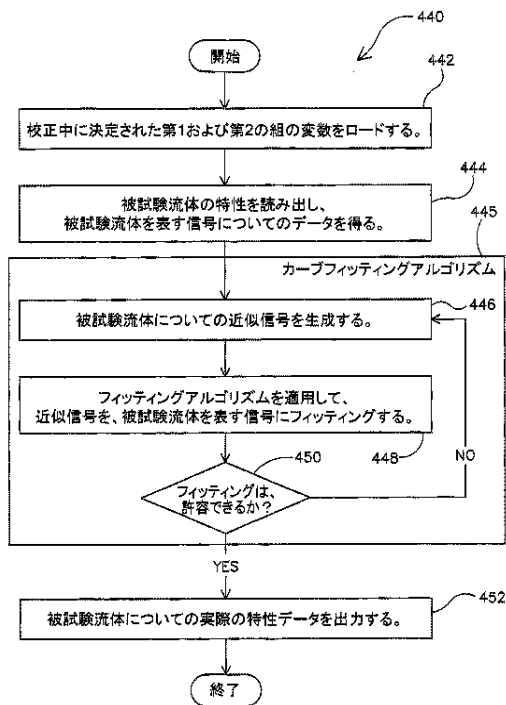 440
開始
442
校正中に決定された第1および第2の組の変数をロードする。
444
被試験流体の特性を読み出し、
被試験流体を表す信号についてのデータを得る。
445
カーブフィッティングアルゴリズム
446
被試験流体についての近似信号を生成する。
フィッティングアルゴリズムを適用して、
近似信号を、被試験流体を表す信号にフィッティングする。
448
450
フィッティングは、
許容できるか?
NO
YES
452
被試験流体についての実際の特性データを出力する。
終了